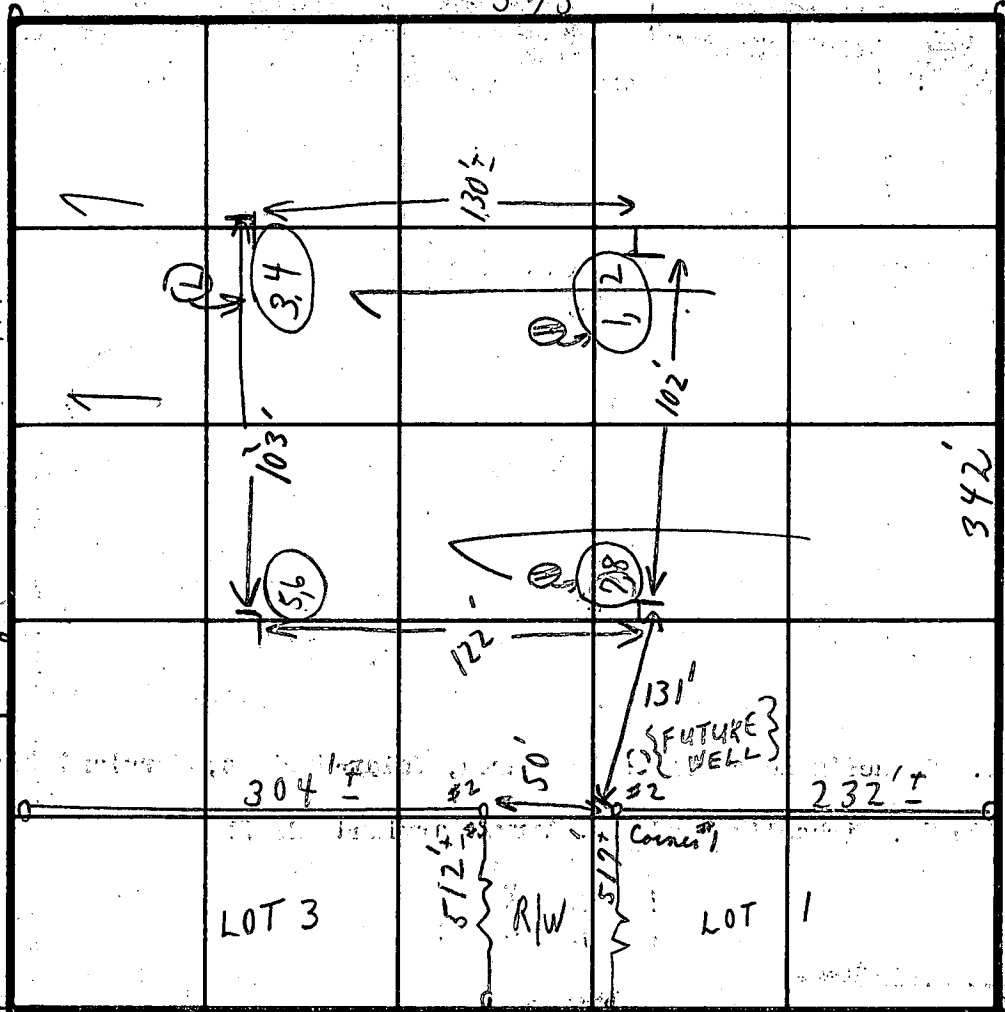 130'±
3,4
1, 2
102'
~103'
342'
5,6
7,8
122'
131'
{FUTURE
WELL}
50'
304 ±
#2
#2
232'±
Corner #1
512'±
512±
LOT 3
R/W
LOT 1